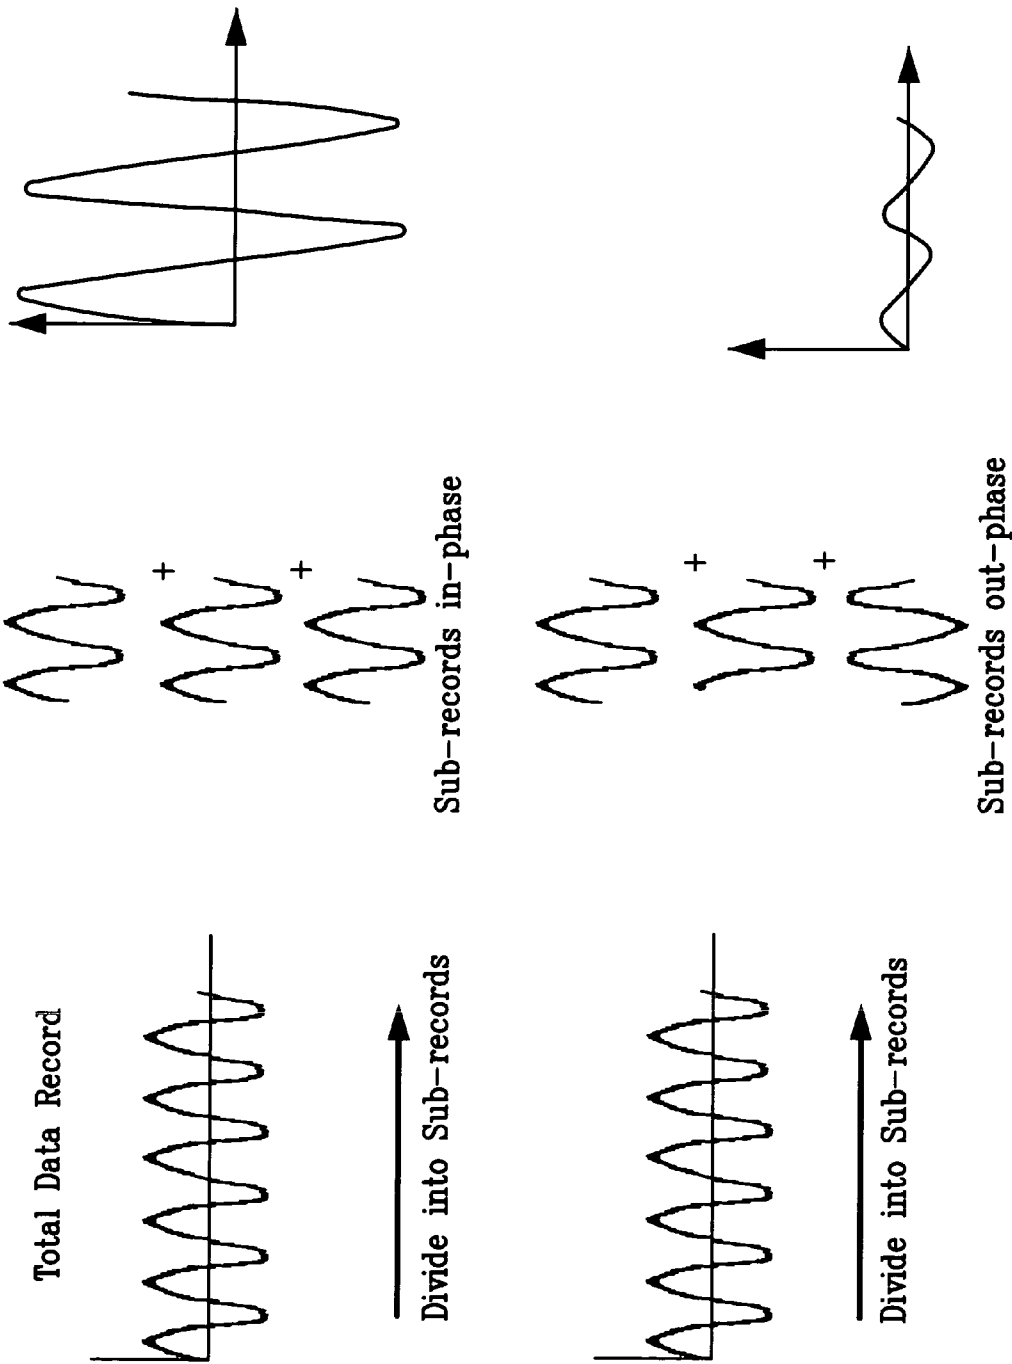 Total Data Record
Divide into Sub-records
+
+
Sub-records in-phase
Divide into Sub-records
+
+
Sub-records out-phase